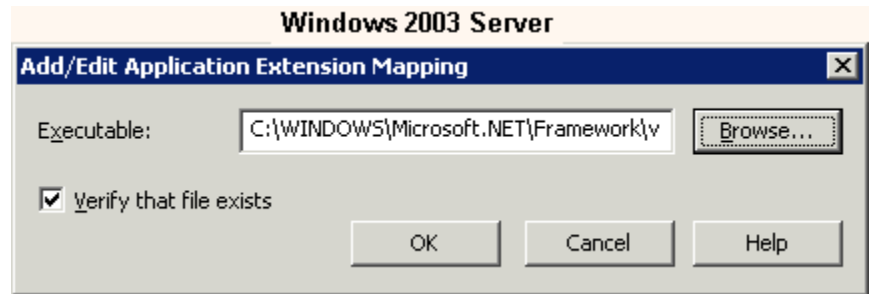 Windows 2003 Server
Add/Edit Application Extension Mapping
Executable: C:\WINDOWS\Microsoft.NET\Framework\v Browse...
Verify that file exists
OK Cancel Help